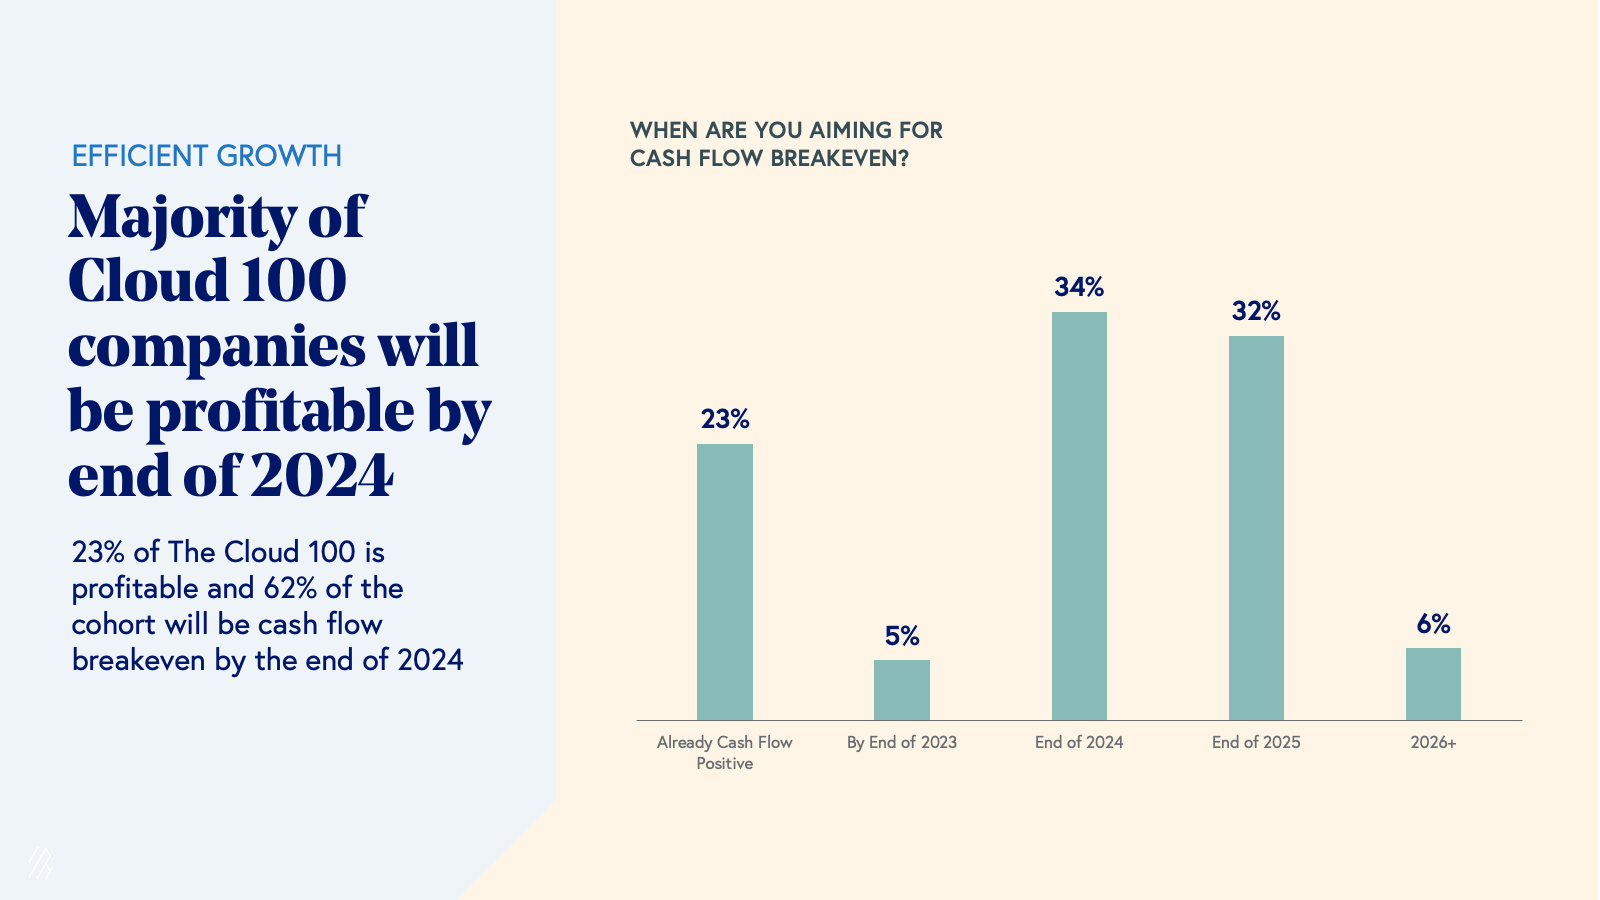 EFFICIENT GROWTH
Majority of
Cloud 100
companies will
be profitable by
end of 2024
23% of The Cloud 100 is
profitable and 62% of the
cohort will be cash flow
breakeven by the end of 2024
WHEN ARE YOU AIMING FOR
CASH FLOW BREAKEVEN?
23%
5%
34%
32%
6%
Already Cash Flow
Positive
By End of 2023
End of 2024
End of 2025
2026+